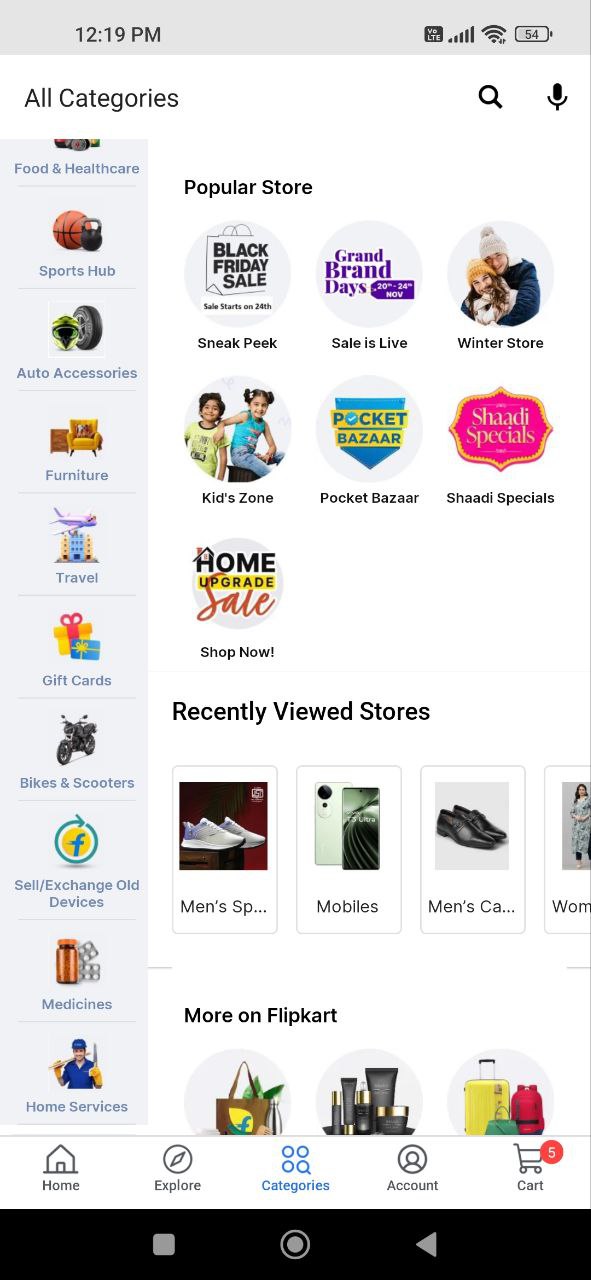 12:19 PM
Vo LTE
54
All Categories
Food & Healthcare
Sports Hub
Auto Accessories
Furniture
Travel
Gift Cards
Bikes & Scooters
Sell/Exchange Old
Devices
Medicines
Home Services
Popular Store
BLACK
FRIDAY
SALE
Sale Starts on 24th
Sneak Peek
Grand
Brand
Days
20th - 24th
NOV
Sale is Live
Winter Store
Kid's Zone
POCKET
BAZAAR
Pocket Bazaar
Shaadi
Specials
Shaadi Specials
HOME
UPGRADE
Sale
Shop Now!
Recently Viewed Stores
Men's Sp...
T3 Ultra
Mobiles
Men's Ca...
Wom
More on Flipkart
Home
Explore
Categories
Account
5
Cart